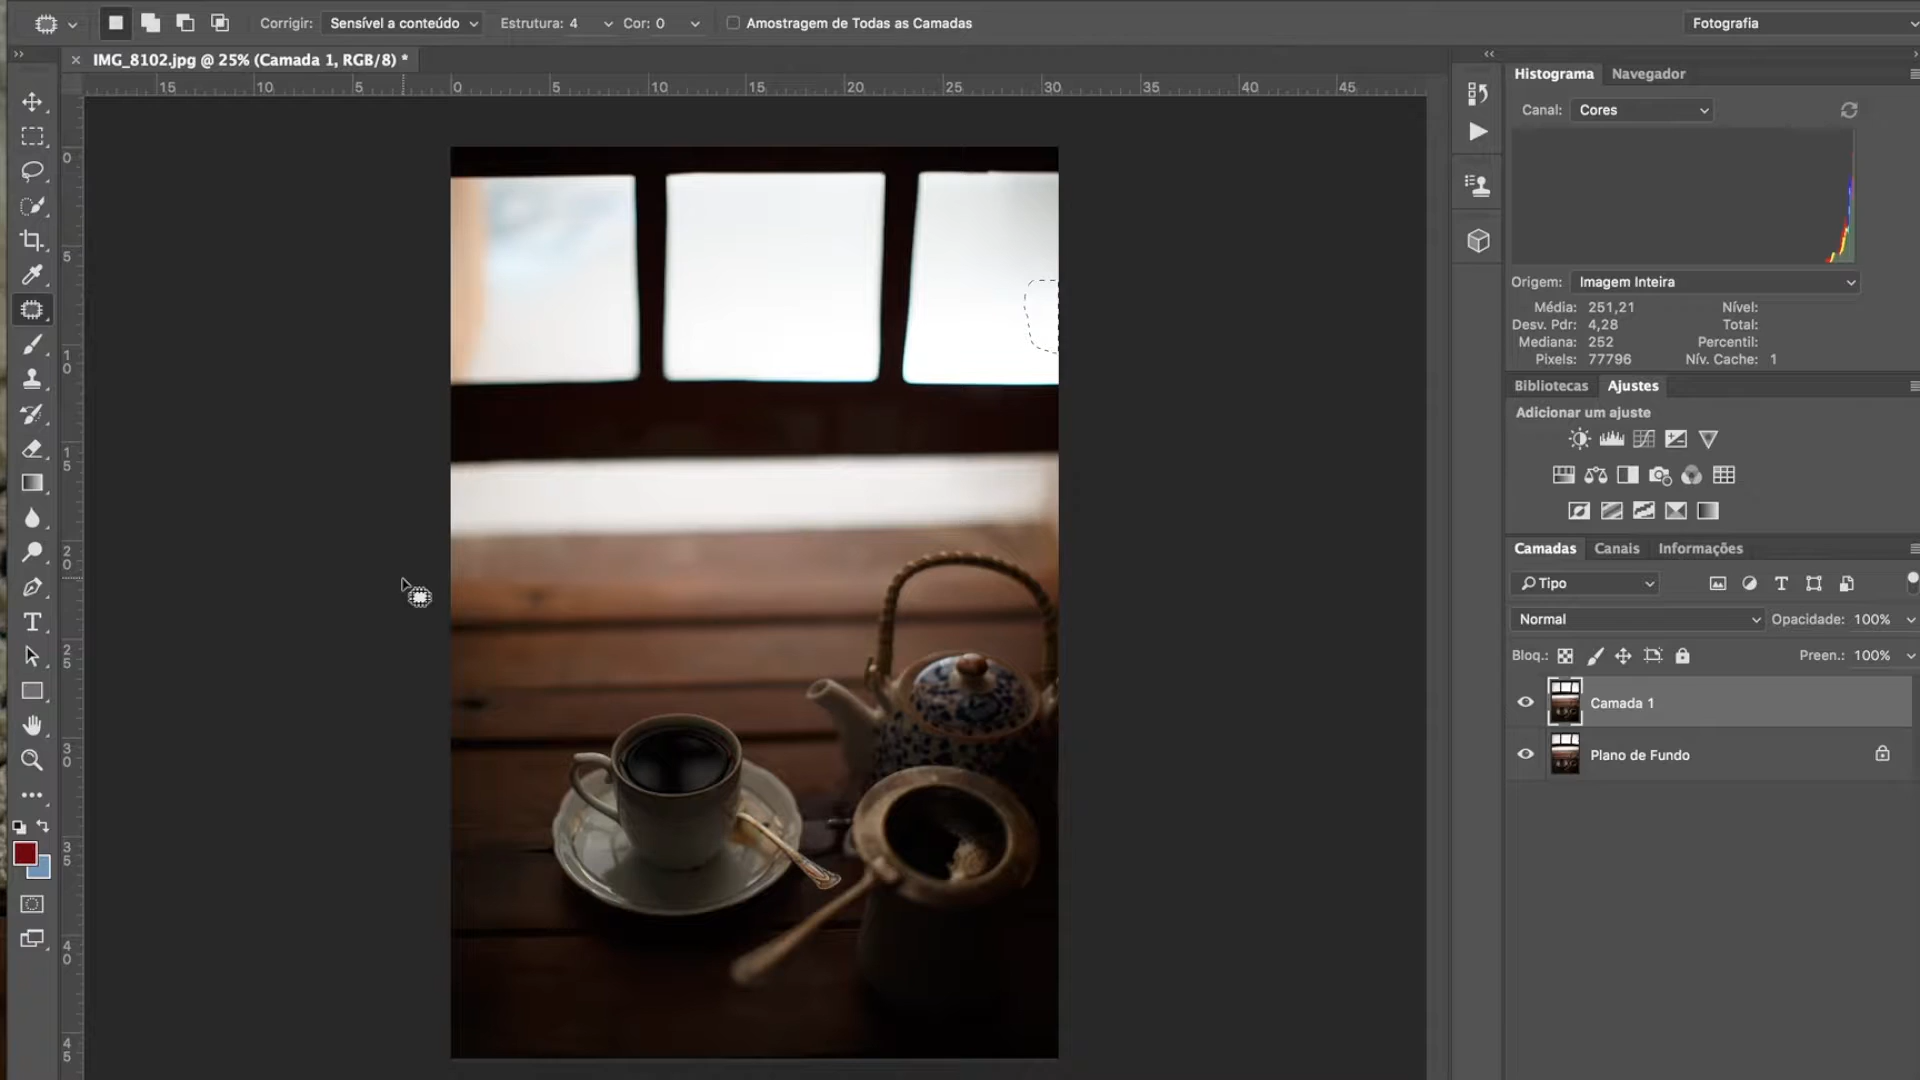 Corrigir: Sensível a conteúdo Estrutura: 4 Cor: 0 Amostragem de Todas as Camadas Fotografia
IMG_8102.jpg @ 25% (Camada 1, RGB/8) *
15 10 5 0 5 10 15 20 25 30 35 40 45
0
5
10
15
20
25
30
35
40
45
Histograma Navegador
Canal: Cores
Origem: Imagem Inteira
Média: 251,21 Nível:
Desv. Pdr: 4,28 Total:
Mediana: 252 Percentil:
Pixels: 77796 Nív. Cache: 1
Bibliotecas Ajustes
Adicionar um ajuste
Camadas Canais Informações
Tipo
Normal Opacidade: 100%
Bloq.: Preen.: 100%
Camada 1
Plano de Fundo